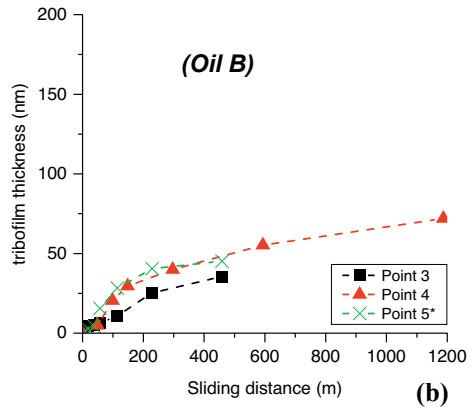 200
(Oil B)
150
tribofilm thickness (nm)
100
50
Point 3
Point 4
Point 5*
0
0 200 400 600 800 1000 1200
Sliding distance (m)
(b)